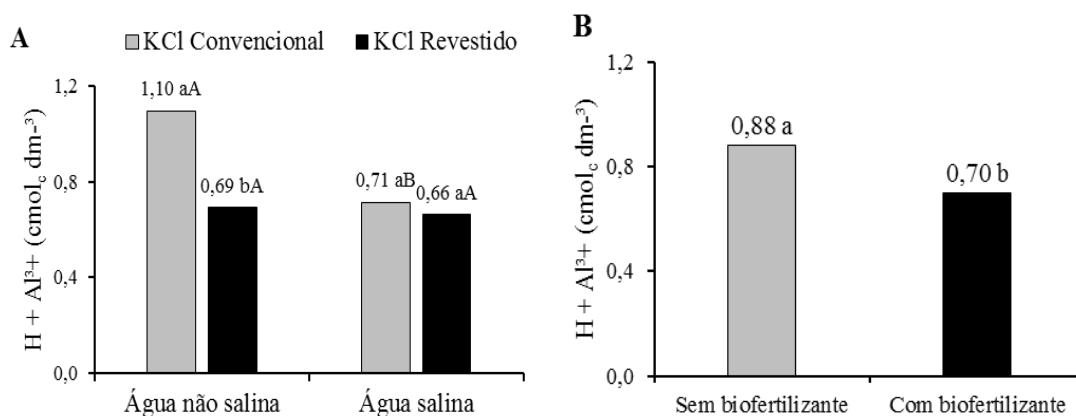 A
KCl Convencional
KCl Revestido
H + Al³+ (cmolc dm-³)
1,2
0,8
0,4
0,0
1,10 aA
0,69 bA
0,71 aB
0,66 aA
Água não salina
Água salina
B
H + Al³+ (cmolc dm-³)
1,2
0,8
0,4
0,0
0,88 a
0,70 b
Sem biofertilizante
Com biofertilizante